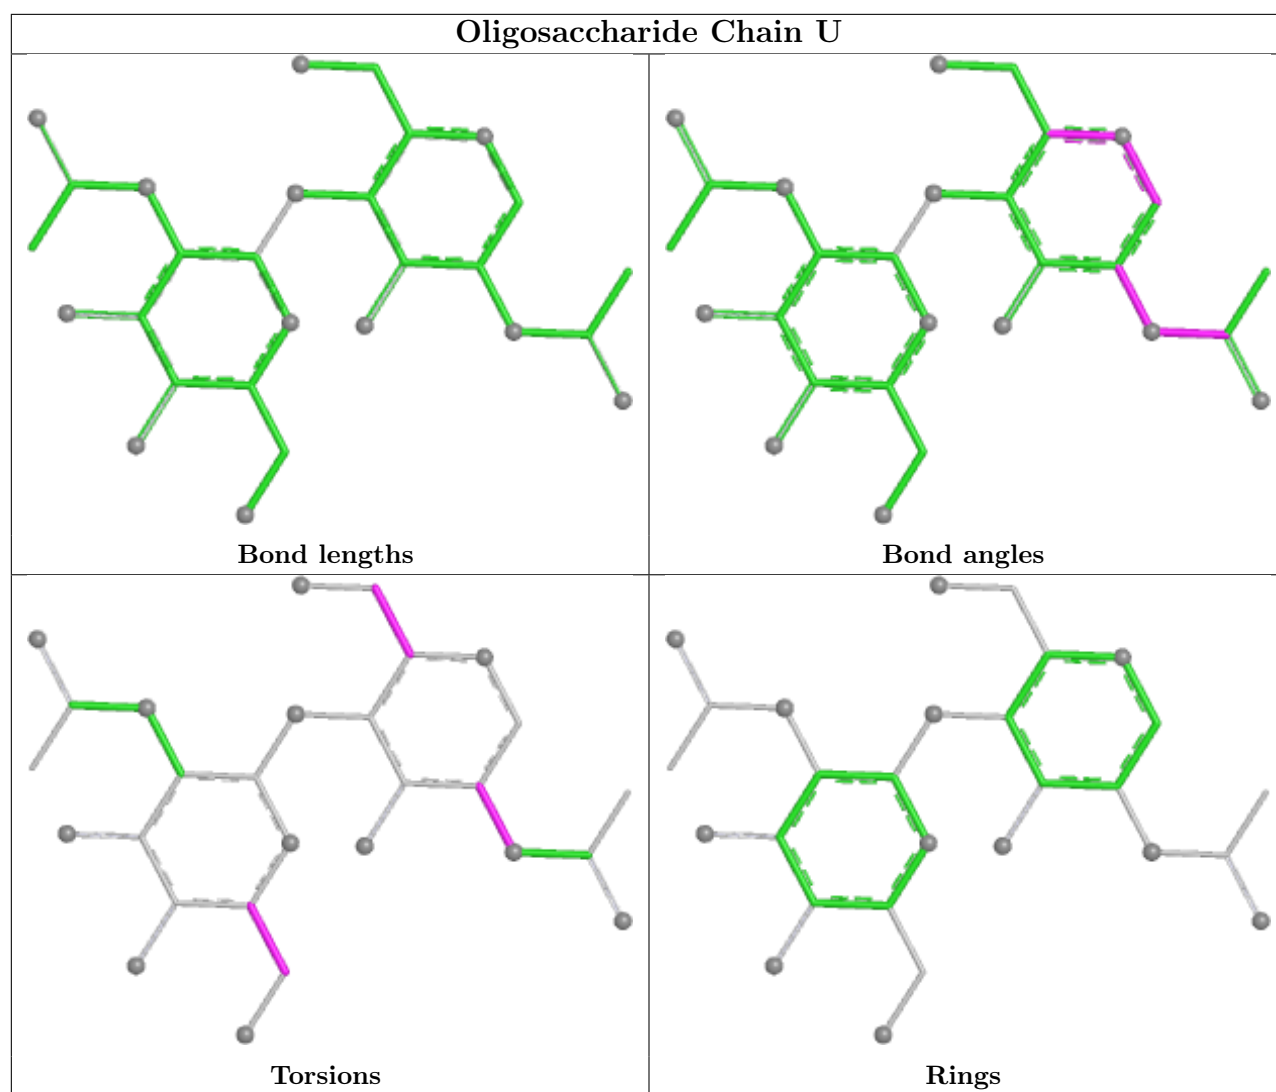 Oligosaccharide Chain U
Bond lengths
Bond angles
Torsions
Rings